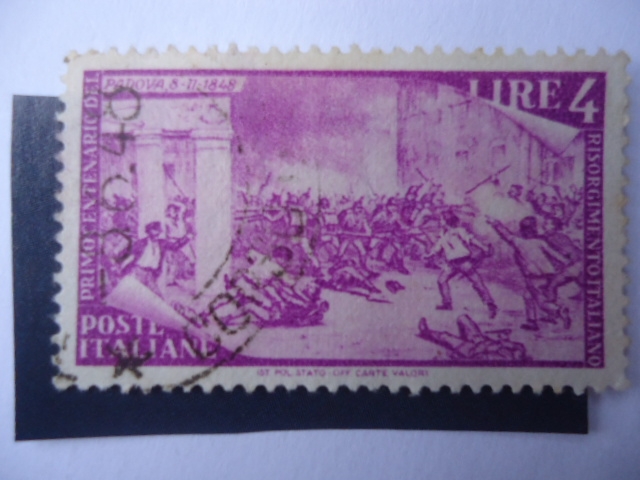 PADOVA 8-II-1848
LIRE 4
PRIMO CENTENARIO DEL
RISORGIMENTO ITALIANO
POSTE
ITALIANE
IST. POL. STATO - OFF. CARTE VALORI